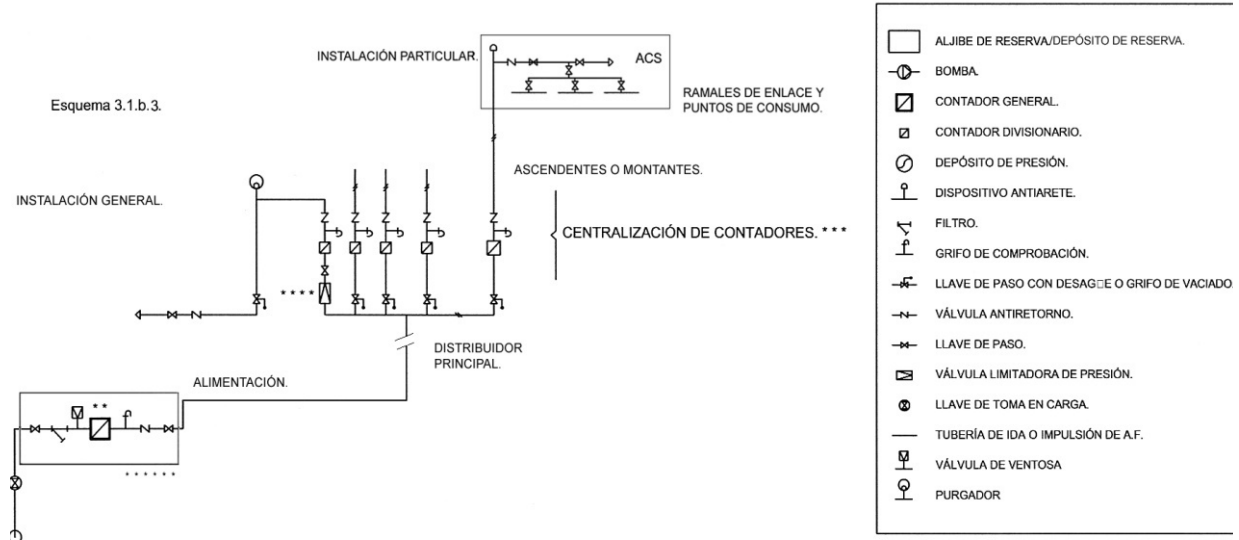 INSTALACIÓN PARTICULAR.
ACS
Esquema 3.1.b.3.
RAMALES DE ENLACE Y
PUNTOS DE CONSUMO.
ASCENDENTES O MONTANTES.
INSTALACIÓN GENERAL.
CENTRALIZACIÓN DE CONTADORES. * * *
* * * *
DISTRIBUIDOR
PRINCIPAL.
ALIMENTACIÓN.
* *
* * * * * *
ALJIBE DE RESERVA/DEPÓSITO DE RESERVA.
BOMBA.
CONTADOR GENERAL.
CONTADOR DIVISIONARIO.
DEPÓSITO DE PRESIÓN.
DISPOSITIVO ANTIARETE.
FILTRO.
GRIFO DE COMPROBACIÓN.
LLAVE DE PASO CON DESAG□E O GRIFO DE VACIADO.
VÁLVULA ANTIRETORNO.
LLAVE DE PASO.
VÁLVULA LIMITADORA DE PRESIÓN.
LLAVE DE TOMA EN CARGA.
TUBERÍA DE IDA O IMPULSIÓN DE A.F.
VÁLVULA DE VENTOSA
PURGADOR